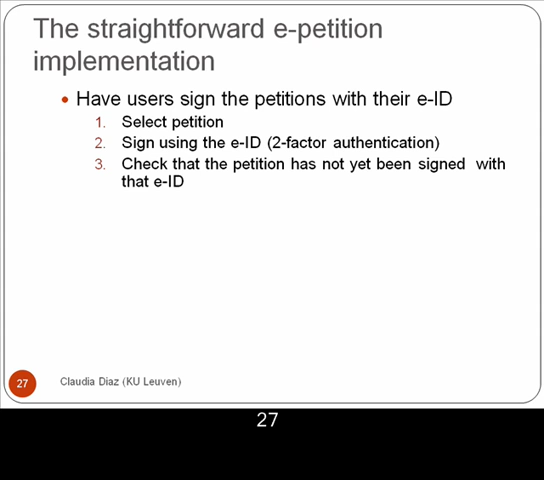 The straightforward e-petition
implementation
• Have users sign the petitions with their e-ID
1. Select petition
2. Sign using the e-ID (2-factor authentication)
3. Check that the petition has not yet been signed with
that e-ID
27 Claudia Diaz (KU Leuven)
27